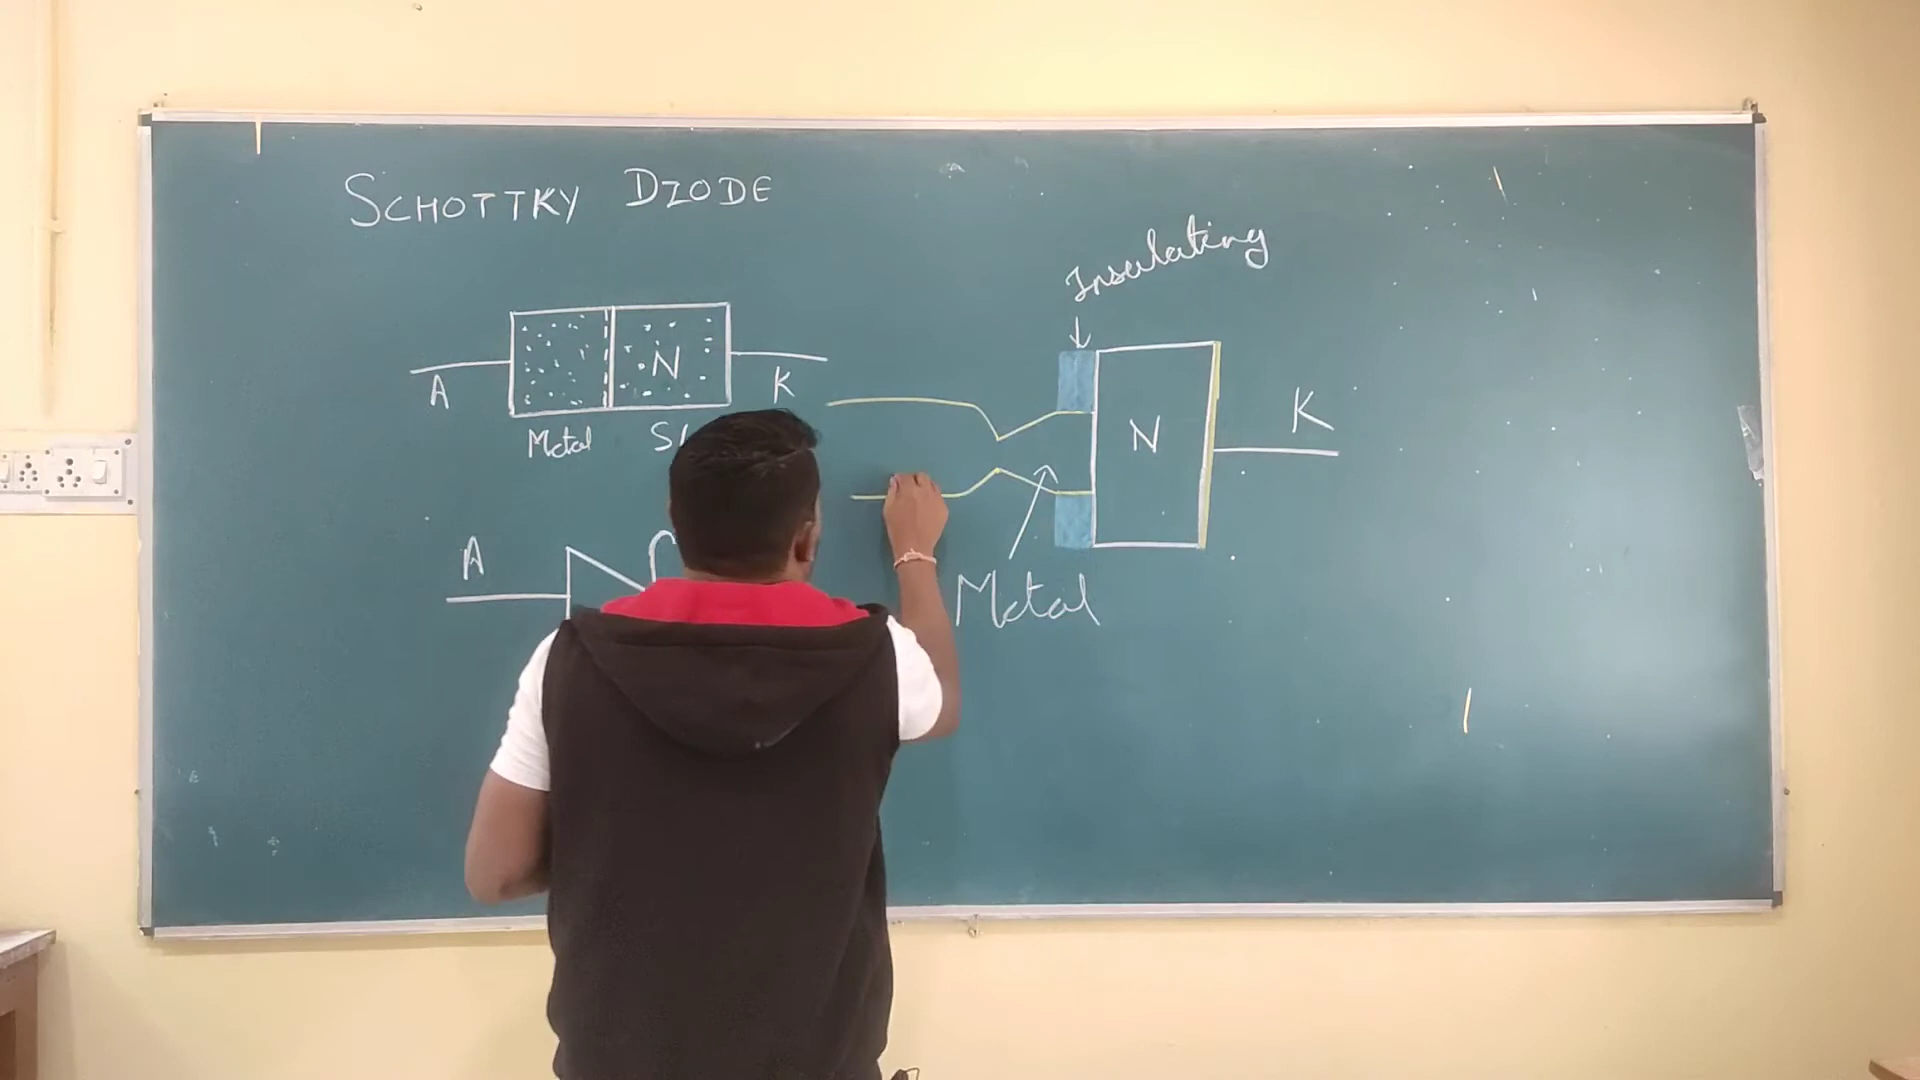 SCHOTTKY DIODE
A
N
K
Metal
S/
A
Insulating
N
K
Metal